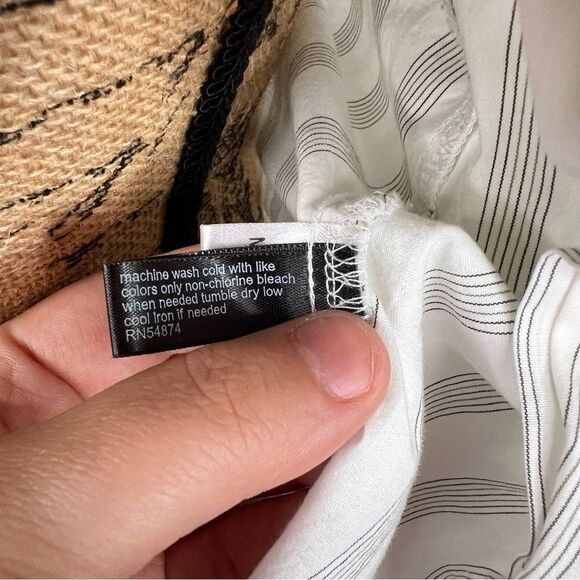 machine wash cold with like
colors only non-chlorine bleach
when needed tumble dry low
cool iron if needed
RN54874